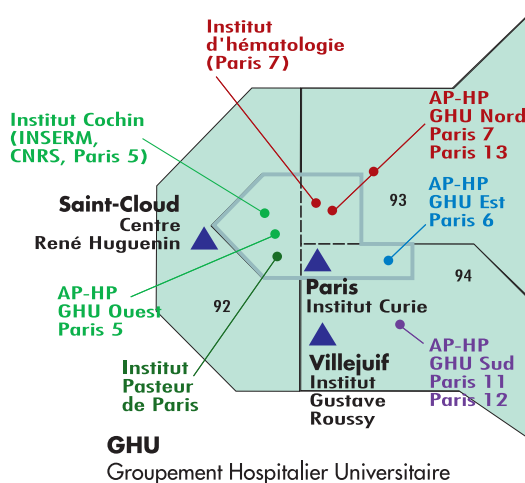 Institut
d'hématologie
(Paris 7)
AP-HP
GHU Nord
Paris 7
Paris 13
Institut Cochin
(INSERM,
CNRS, Paris 5)
93
AP-HP
GHU Est
Paris 6
Saint-Cloud
Centre
René Huguenin
94
AP-HP
GHU Ouest
Paris 5
92
Paris
Institut Curie
AP-HP
GHU Sud
Paris 11
Paris 12
Villejuif
Institut
Gustave
Roussy
Institut
Pasteur
de Paris
GHU
Groupement Hospitalier Universitaire